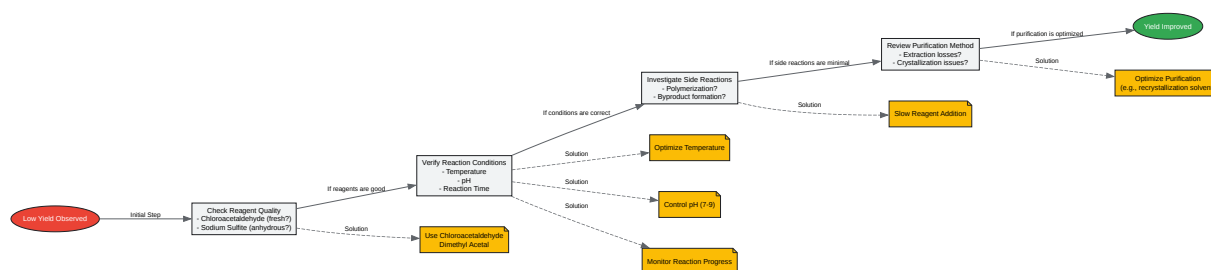 Low Yield Observed
Initial Step
Check Reagent Quality
- Chloroacetaldehyde (fresh?)
- Sodium Sulfite (anhydrous?)
If reagents are good
Solution
Use Chloroacetaldehyde
Dimethyl Acetal
Verify Reaction Conditions
- Temperature
- pH
- Reaction Time
If conditions are correct
Solution
Optimize Temperature
Solution
Control pH (7-9)
Solution
Monitor Reaction Progress
Investigate Side Reactions
- Polymerization?
- Byproduct formation?
If side reactions are minimal
Solution
Slow Reagent Addition
Review Purification Method
- Extraction losses?
- Crystallization issues?
If purification is optimized
Solution
Optimize Purification
(e.g., recrystallization solven
Yield Improved